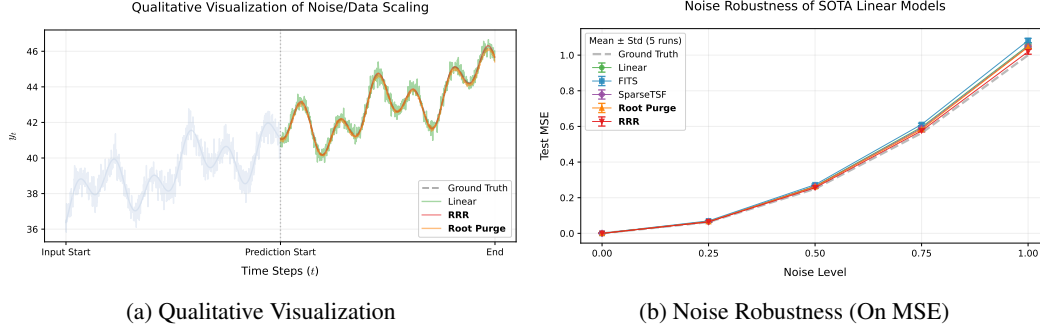 Qualitative Visualization of Noise/Data Scaling
46
44
42
40
38
36
y_t
Ground Truth
Linear
RRR
Root Purge
Input Start
Prediction Start
End
Time Steps (t)
(a) Qualitative Visualization
Noise Robustness of SOTA Linear Models
Mean ± Std (5 runs)
Ground Truth
Linear
FITS
SparseTSF
Root Purge
RRR
1.0
0.8
0.6
0.4
0.2
0.0
Test MSE
0.00
0.25
0.50
0.75
1.00
Noise Level
(b) Noise Robustness (On MSE)